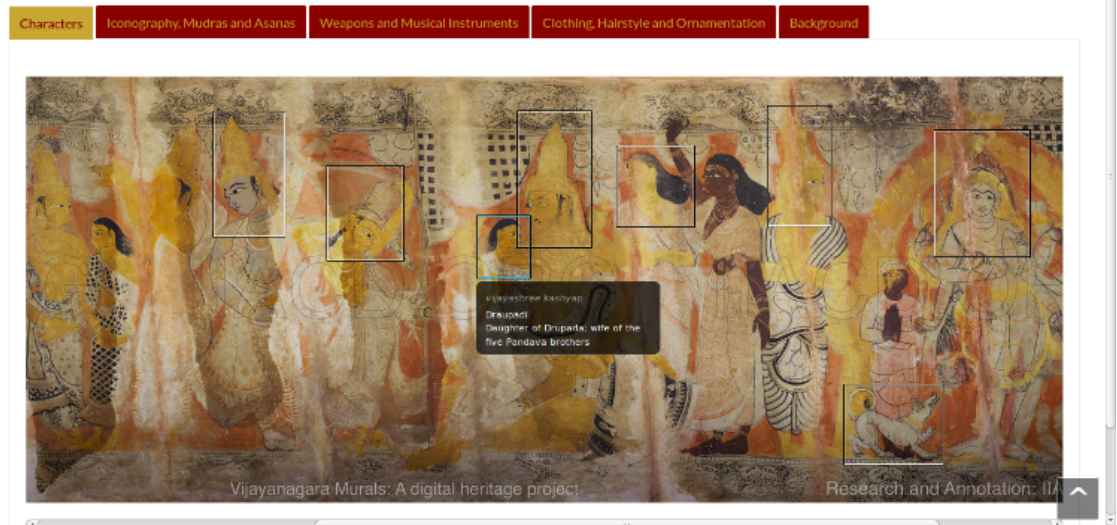 Characters
Iconography, Mudras and Asanas
Weapons and Musical Instruments
Clothing, Hairstyle and Ornamentation
Background
vijayashree kashyap
Draupadi
Daughter of Drupada; wife of the
five Pandava brothers
Vijayanagara Murals: A digital heritage project
Research and Annotation: